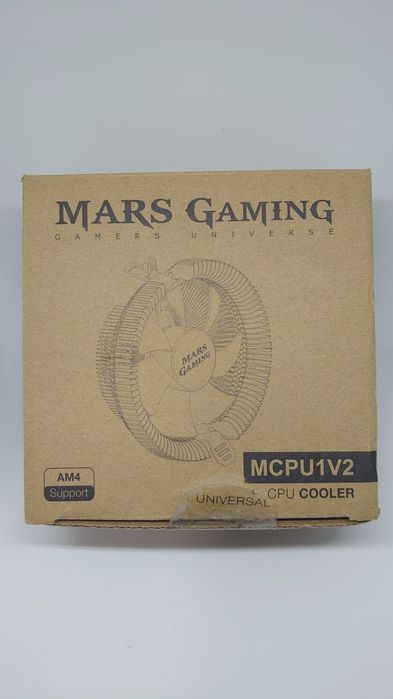 MARS GAMING
GAMERS UNIVERSE
MARS
GAMING
MCPU1V2
AM4
Support
UNIVERSAL CPU COOLER